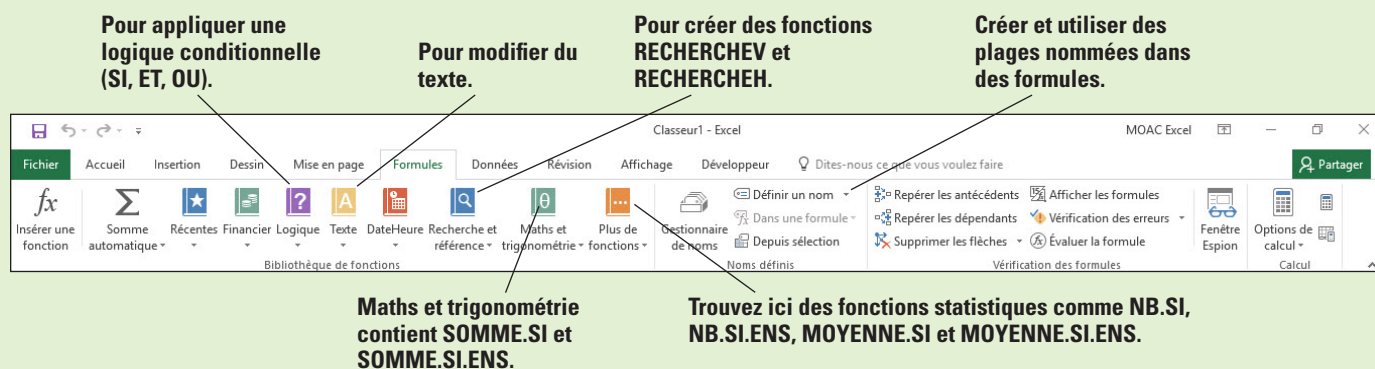 Pour appliquer une
logique conditionnelle
(SI, ET, OU).
Pour modifier du
texte.
Pour créer des fonctions
RECHERCHEV et
RECHERCHEH.
Créer et utiliser des
plages nommées dans
des formules.
Classeur1 - Excel
MOAC Excel
Fichier Accueil Insertion Dessin Mise en page Formules Données Révision Affichage Développeur Dites-nous ce que vous voulez faire Partager
fx
Insérer une
fonction
Σ
Somme
automatique
Récentes
Financier
?
Logique
A
Texte
DateHeure
Recherche et
référence
θ
Maths et
trigonométrie
Plus de
fonctions
Bibliothèque de fonctions
Gestionnaire
de noms
Définir un nom
Dans une formule
Depuis sélection
Noms définis
Repérer les antécédents
Repérer les dépendants
Supprimer les flèches
Afficher les formules
Vérification des erreurs
Évaluer la formule
Vérification des formules
Fenêtre
Espion
Options de
calcul
Calcul
Maths et trigonométrie
contient SOMME.SI et
SOMME.SI.ENS.
Trouvez ici des fonctions statistiques comme NB.SI,
NB.SI.ENS, MOYENNE.SI et MOYENNE.SI.ENS.